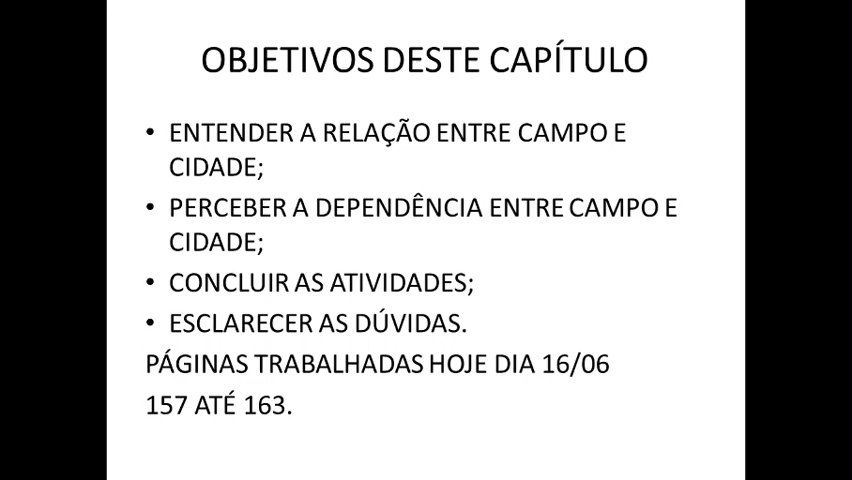 OBJETIVOS DESTE CAPÍTULO
• ENTENDER A RELAÇÃO ENTRE CAMPO E
CIDADE;
• PERCEBER A DEPENDÊNCIA ENTRE CAMPO E
CIDADE;
• CONCLUIR AS ATIVIDADES;
• ESCLARECER AS DÚVIDAS.
PÁGINAS TRABALHADAS HOJE DIA 16/06
157 ATÉ 163.